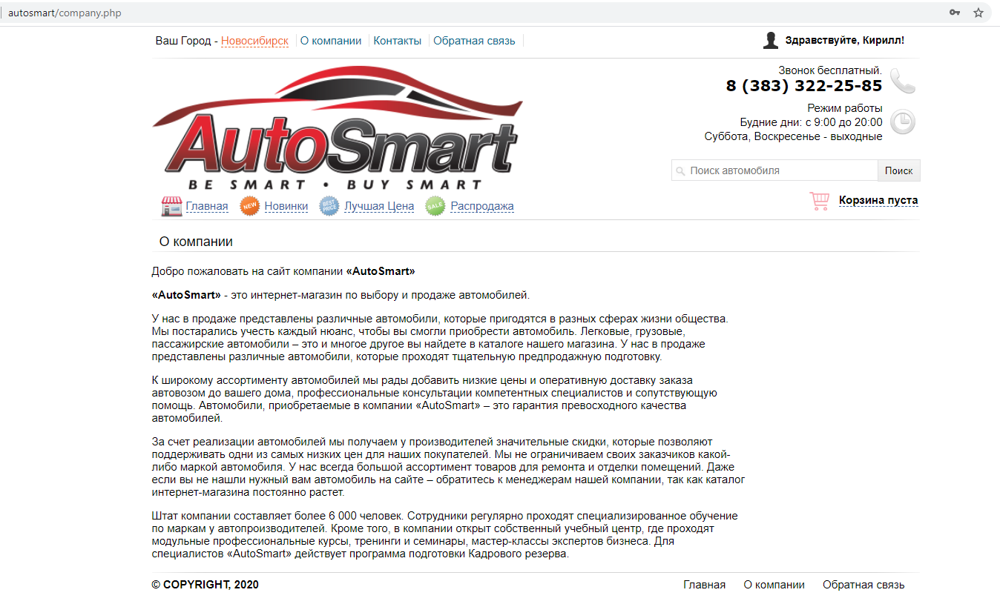 autosmart/company.php
Ваш Город - Новосибирск О компании Контакты Обратная связь Здравствуйте, Кирилл!
Звонок бесплатный.
8 (383) 322-25-85
Режим работы
Будние дни: с 9:00 до 20:00
Суббота, Воскресенье - выходные
AutoSmart
BE SMART • BUY SMART
Поиск автомобиля Поиск
NEW BEST PRICE SALE
Главная Новинки Лучшая Цена Распродажа Корзина пуста
О компании
Добро пожаловать на сайт компании «AutoSmart»
«AutoSmart» - это интернет-магазин по выбору и продаже автомобилей.
У нас в продаже представлены различные автомобили, которые пригодятся в разных сферах жизни общества.
Мы постарались учесть каждый нюанс, чтобы вы смогли приобрести автомобиль. Легковые, грузовые,
пассажирские автомобили – это и многое другое вы найдете в каталоге нашего магазина. У нас в продаже
представлены различные автомобили, которые проходят тщательную предпродажную подготовку.
К широкому ассортименту автомобилей мы рады добавить низкие цены и оперативную доставку заказа
автовозом до вашего дома, профессиональные консультации компетентных специалистов и сопутствующую
помощь. Автомобили, приобретаемые в компании «AutoSmart» – это гарантия превосходного качества
автомобилей.
За счет реализации автомобилей мы получаем у производителей значительные скидки, которые позволяют
поддерживать одни из самых низких цен для наших покупателей. Мы не ограничиваем своих заказчиков какой-
либо маркой автомобиля. У нас всегда большой ассортимент товаров для ремонта и отделки помещений. Даже
если вы не нашли нужный вам автомобиль на сайте – обратитесь к менеджерам нашей компании, так как каталог
интернет-магазина постоянно растет.
Штат компании составляет более 6 000 человек. Сотрудники регулярно проходят специализированное обучение
по маркам у автопроизводителей. Кроме того, в компании открыт собственный учебный центр, где проходят
модульные профессиональные курсы, тренинги и семинары, мастер-классы экспертов бизнеса. Для
специалистов «AutoSmart» действует программа подготовки Кадрового резерва.
© COPYRIGHT, 2020 Главная О компании Обратная связь